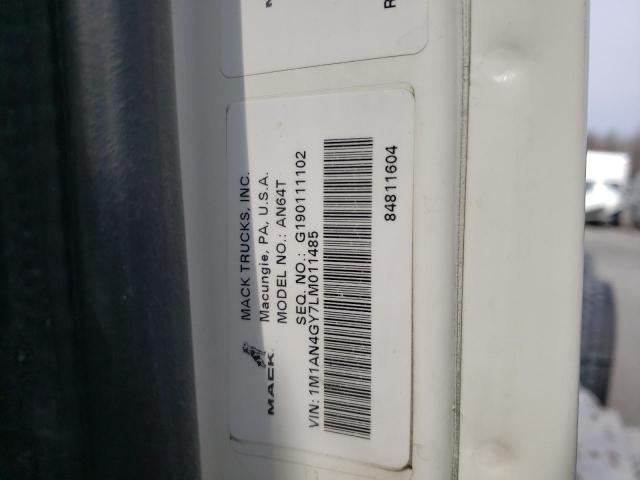 MACK TRUCKS, INC.
Macungie, PA, U.S.A.
MODEL NO.: AN64T
SEQ. NO.: G190111102
MACK
VIN: 1M1AN4GY7LM011485
84811604